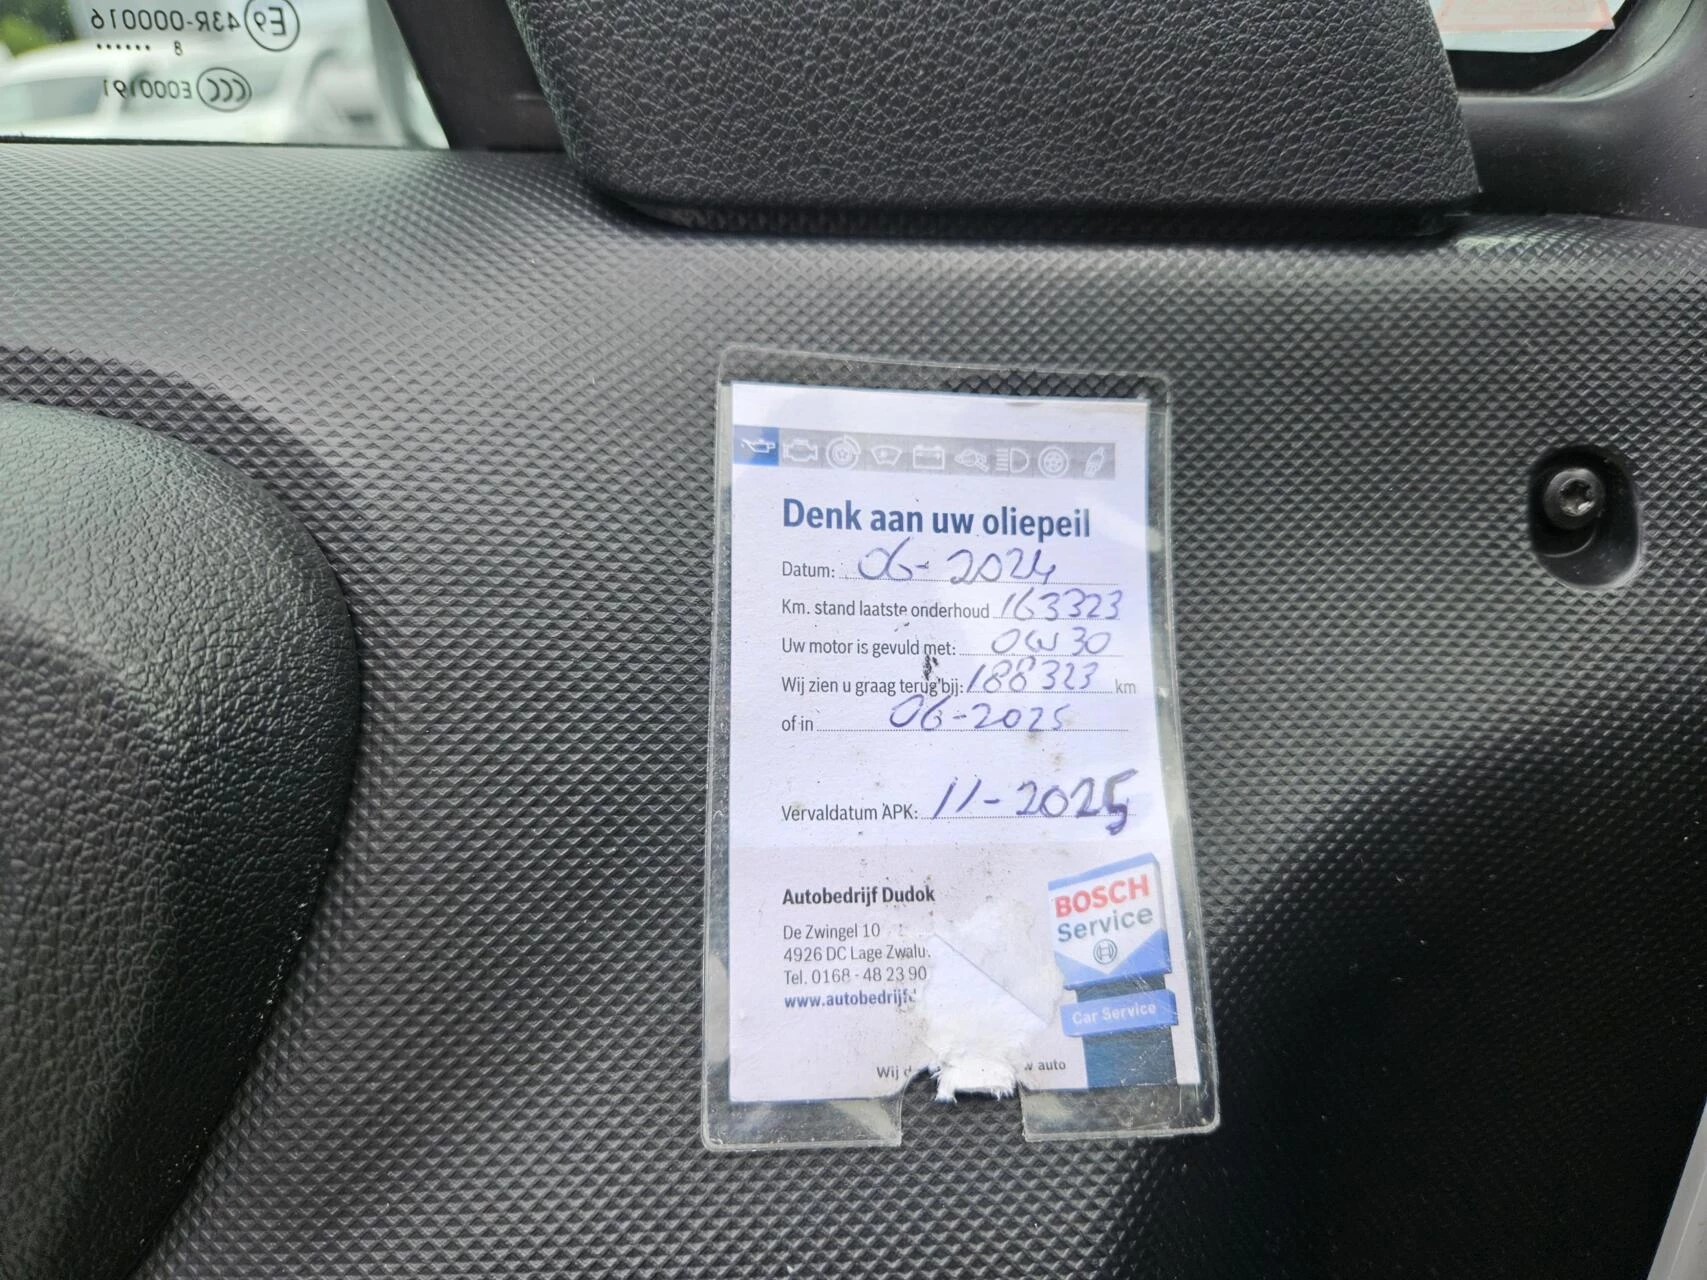 E9 43R-000016
8
CCC E000191
Denk aan uw oliepeil
Datum: 06-2024
Km. stand laatste onderhoud 163323
Uw motor is gevuld met: 0W30
Wij zien u graag terug bij: 188323 km
of in 06-2025
Vervaldatum APK: 11-2025
Autobedrijf Dudok
De Zwingel 10
4926 DC Lage Zwalu
Tel. 0168 - 48 23 90
www.autobedrijf
Wij auto
BOSCH
Service
Car Service